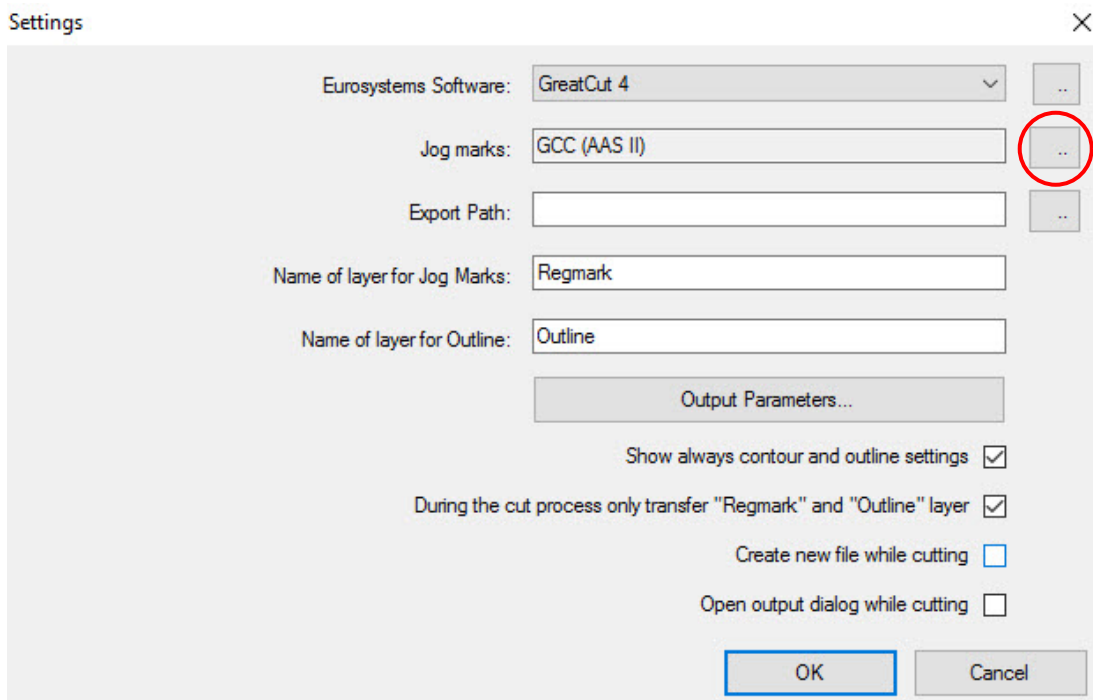 Settings
Eurosystems Software: GreatCut 4 ..
Jog marks: GCC (AAS II) ..
Export Path: ..
Name of layer for Jog Marks: Regmark
Name of layer for Outline: Outline
Output Parameters...
Show always contour and outline settings
During the cut process only transfer "Regmark" and "Outline" layer
Create new file while cutting
Open output dialog while cutting
OK Cancel